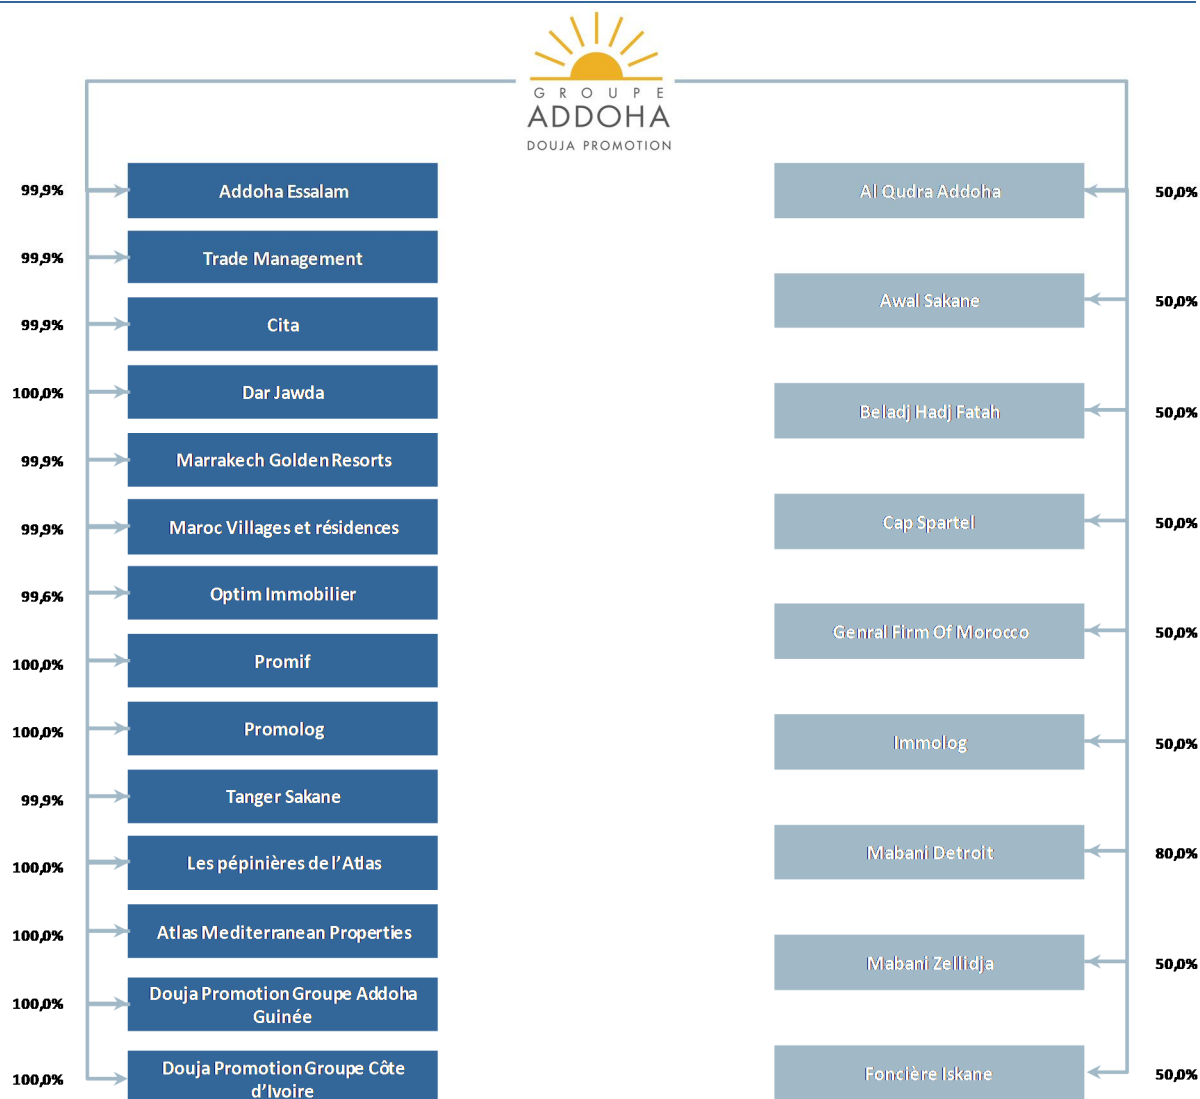 GROUPE
ADDOHA
DOUJA PROMOTION
99,9%
Addoha Essalam
99,9%
Trade Management
99,9%
Cita
100,0%
Dar Jawda
99,9%
Marrakech Golden Resorts
99,9%
Maroc Villages et résidences
99,6%
Optim Immobilier
100,0%
Promif
100,0%
Promolog
99,9%
Tanger Sakane
100,0%
Les pépinières de l’Atlas
100,0%
Atlas Mediterranean Properties
100,0%
Douja Promotion Groupe Addoha
Guinée
100,0%
Douja Promotion Groupe Côte
d’Ivoire
Al Qudra Addoha
50,0%
Awal Sakane
50,0%
Beladj Hadj Fatah
50,0%
Cap Spartel
50,0%
Genral Firm Of Morocco
50,0%
Immolog
50,0%
Mabani Detroit
80,0%
Mabani Zellidja
50,0%
Foncière Iskane
50,0%